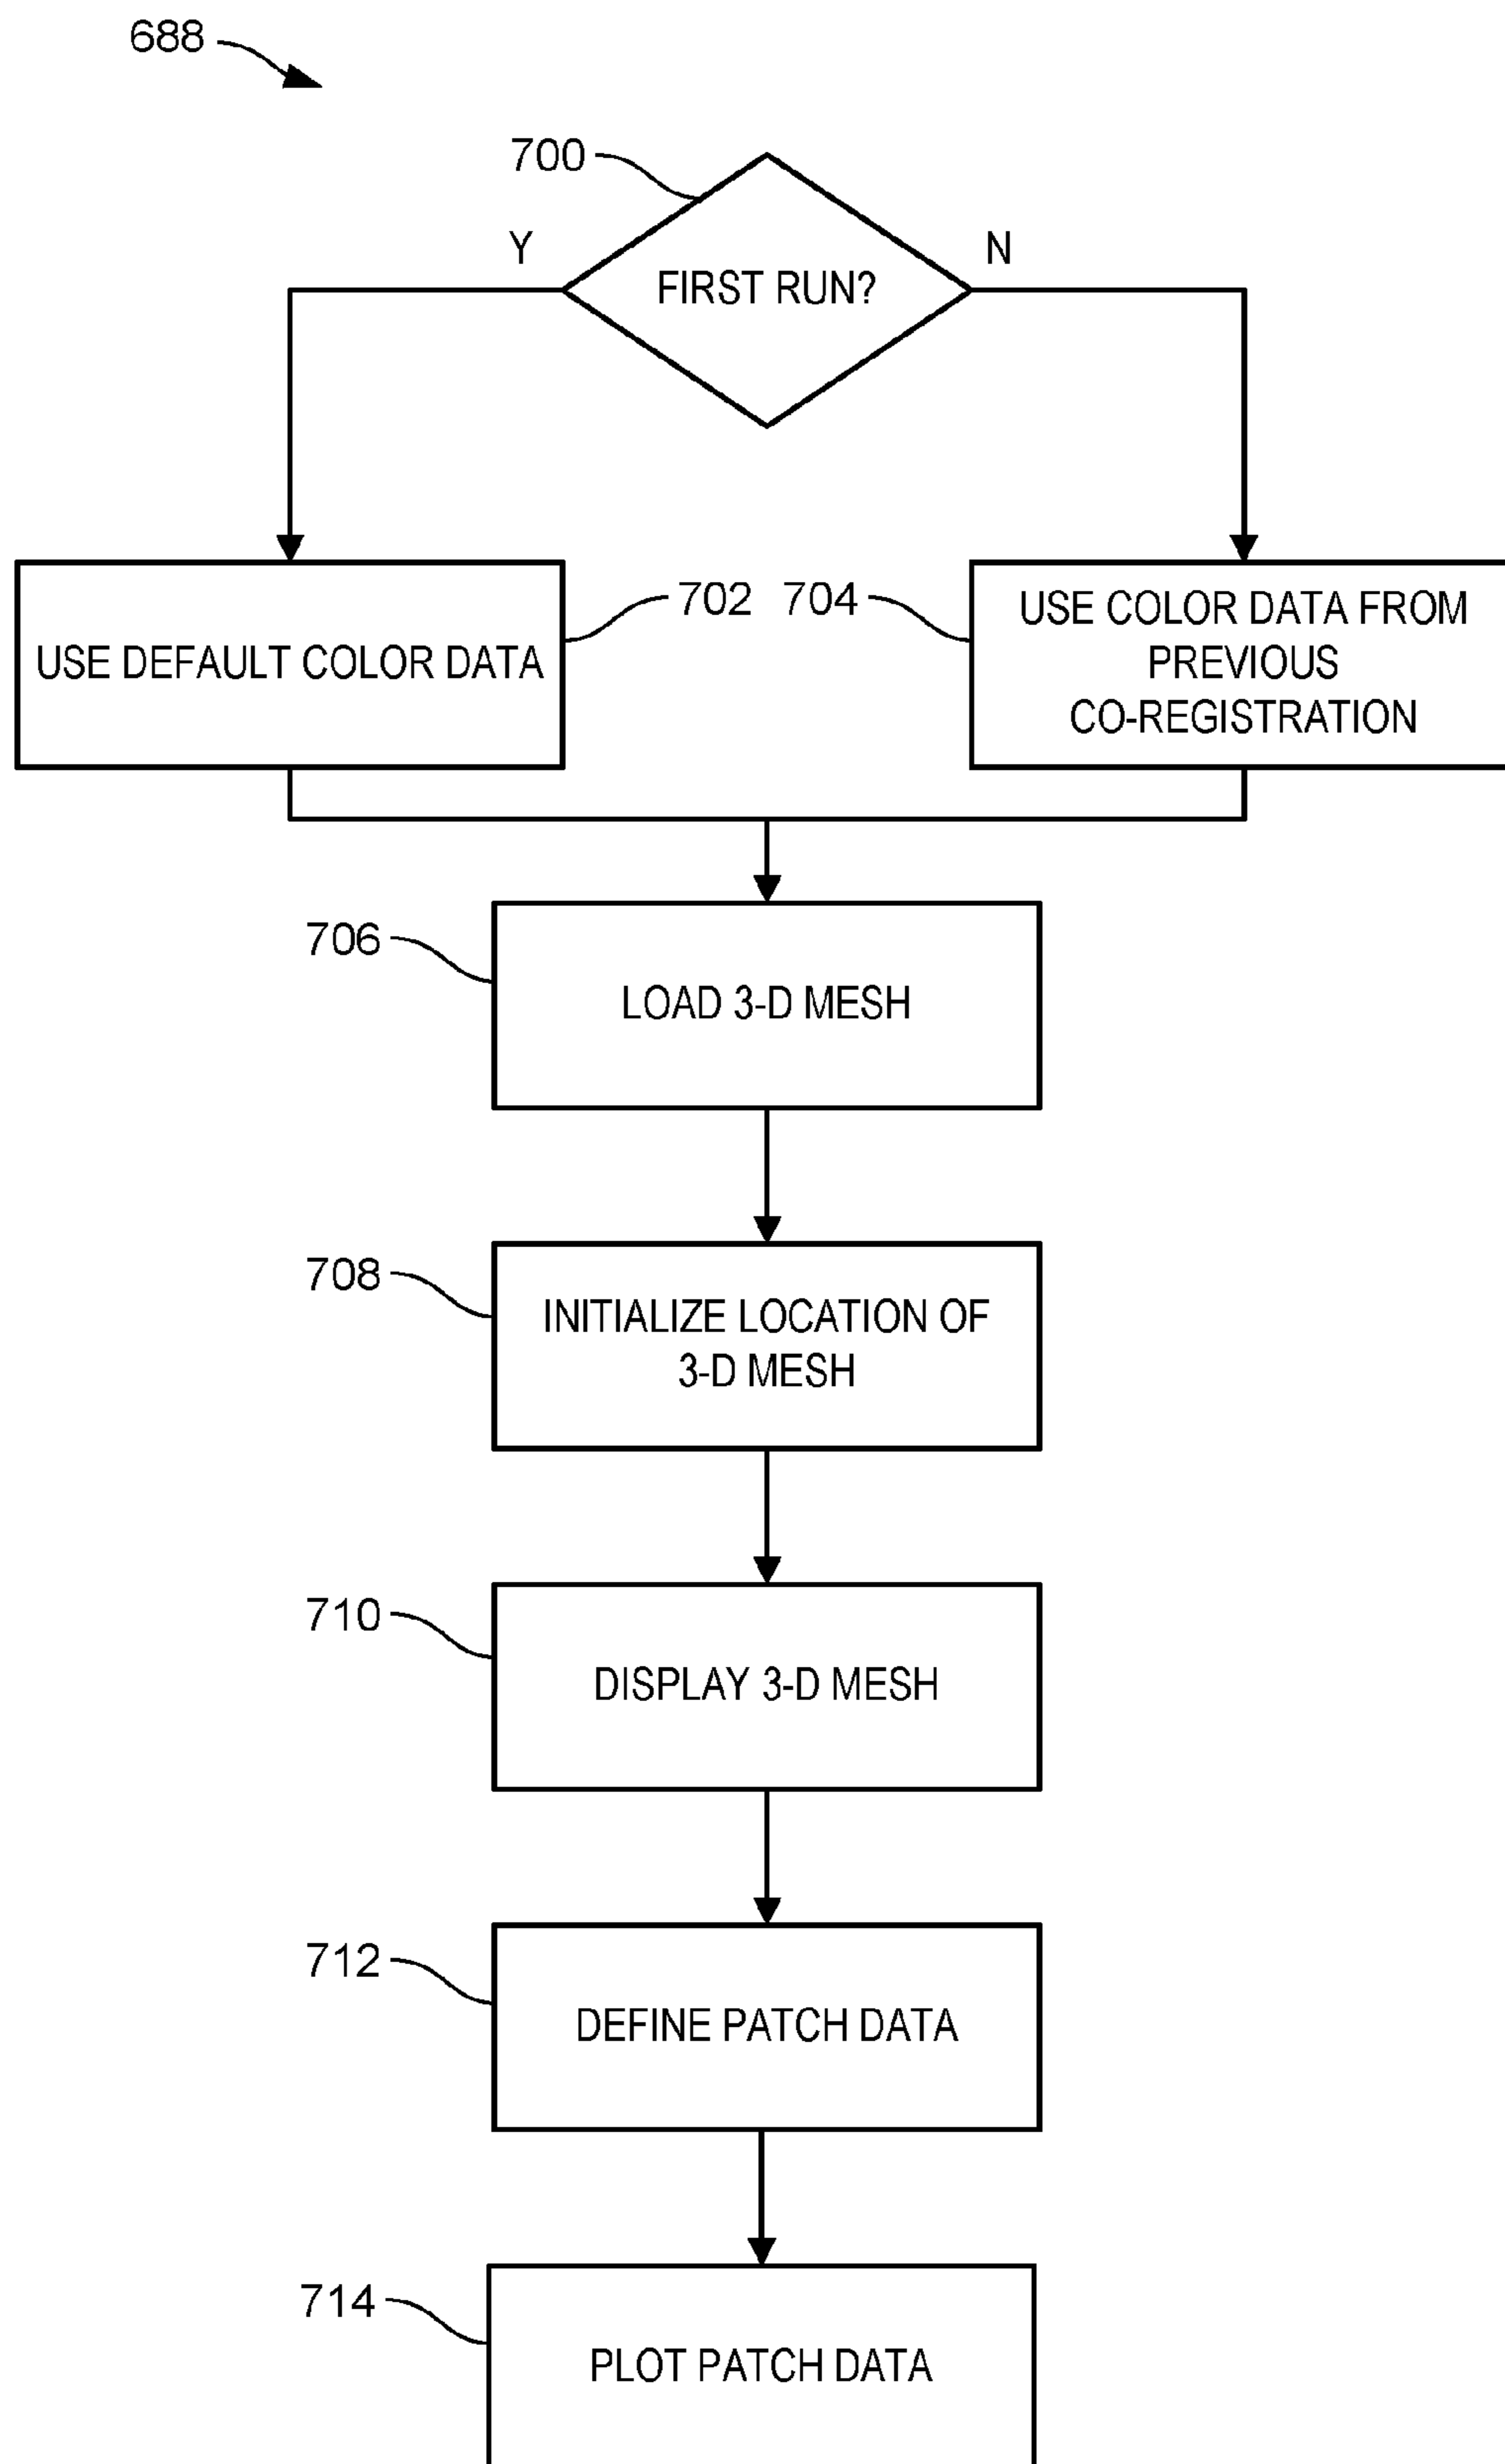 688
700
Y
N
FIRST RUN?
702
704
USE DEFAULT COLOR DATA
USE COLOR DATA FROM
PREVIOUS
CO-REGISTRATION
706
LOAD 3-D MESH
708
INITIALIZE LOCATION OF
3-D MESH
710
DISPLAY 3-D MESH
712
DEFINE PATCH DATA
714
PLOT PATCH DATA